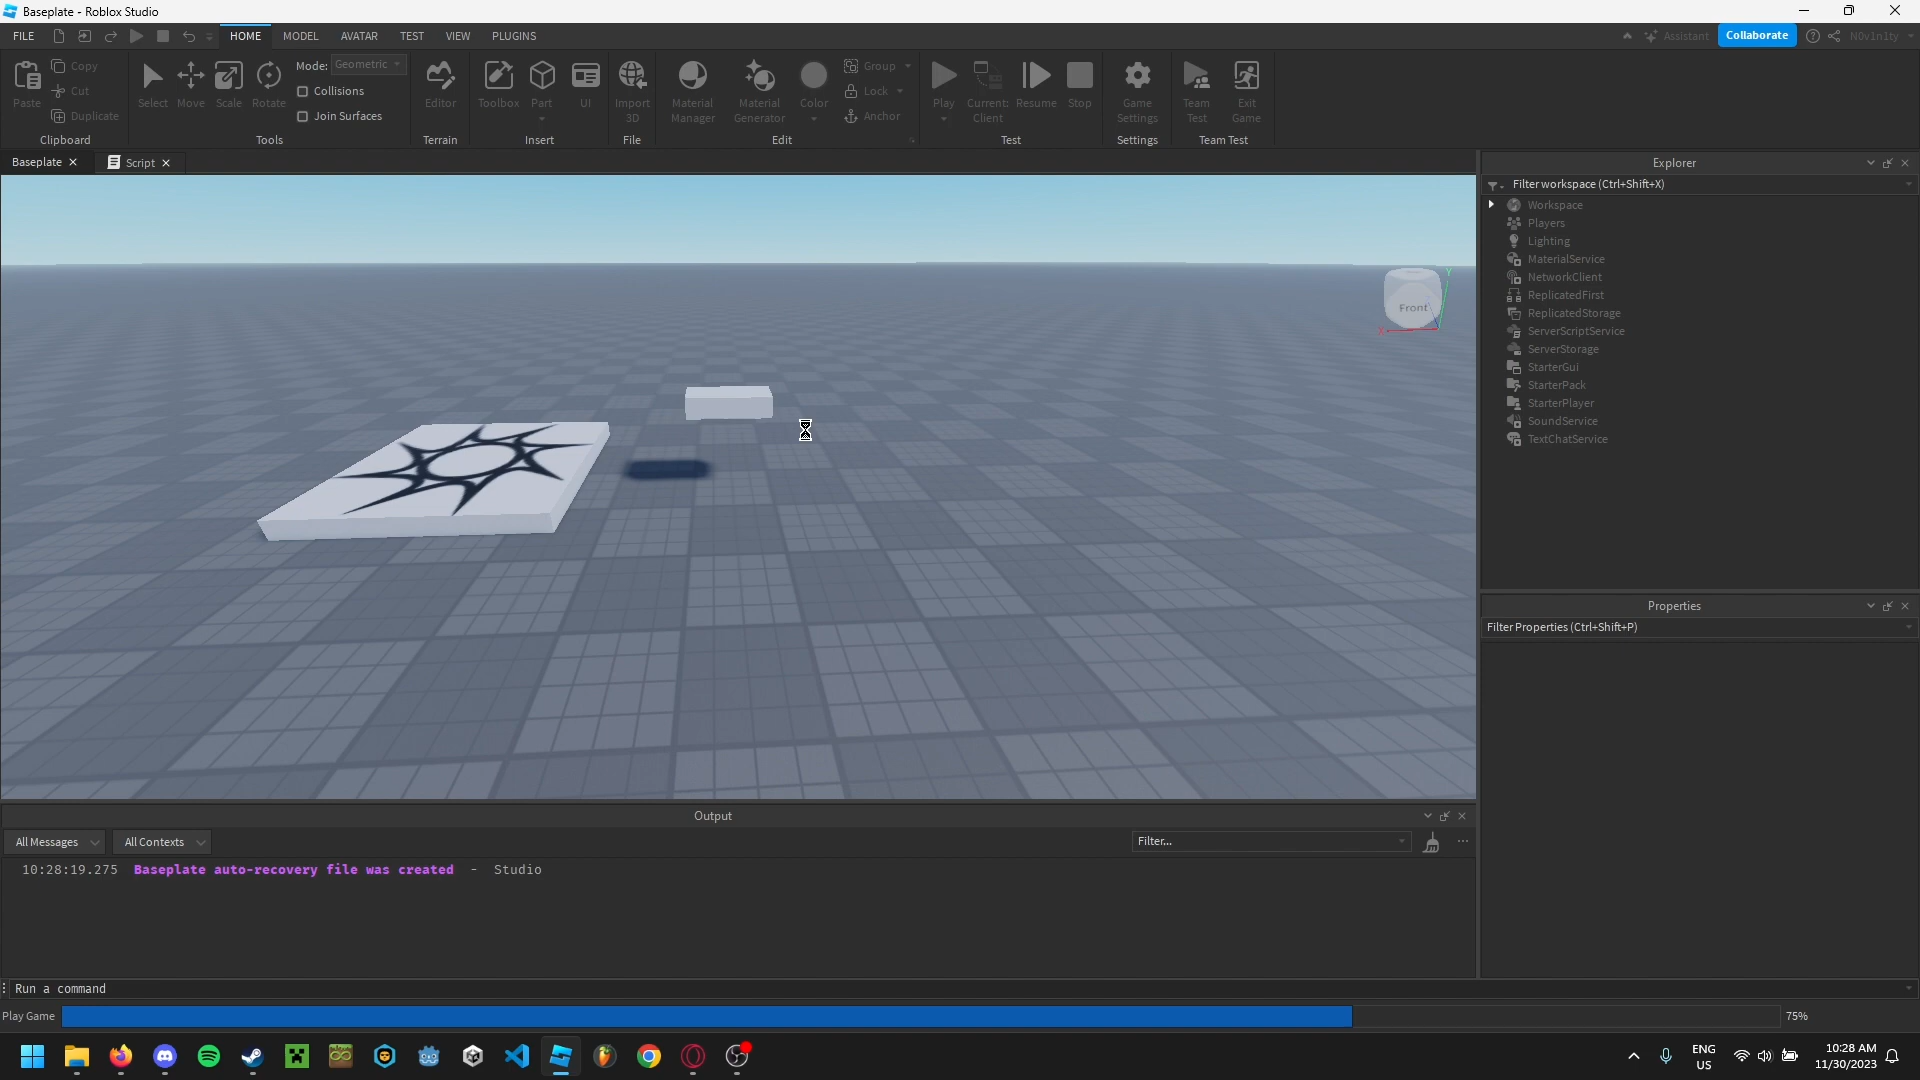 Baseplate - Roblox Studio
FILE HOME MODEL AVATAR TEST VIEW PLUGINS Assistant Collaborate N0v1n1ty
Paste Copy Cut Duplicate Clipboard
Select Move Scale Rotate Mode: Geometric Collisions Join Surfaces Tools
Editor Terrain
Toolbox Part UI Insert
Import 3D File
Material Manager Material Generator Color Group Lock Anchor Edit
Play Current: Client Resume Stop Test
Game Settings Settings
Team Test Exit Game Team Test
Baseplate Script
Front
X
Y
Explorer
Filter workspace (Ctrl+Shift+X)
Workspace
Players
Lighting
MaterialService
NetworkClient
ReplicatedFirst
ReplicatedStorage
ServerScriptService
ServerStorage
StarterGui
StarterPack
StarterPlayer
SoundService
TextChatService
Properties
Filter Properties (Ctrl+Shift+P)
Output
All Messages All Contexts Filter...
10:28:19.275 Baseplate auto-recovery file was created - Studio
Run a command
Play Game 75%
ENG US
10:28 AM
11/30/2023